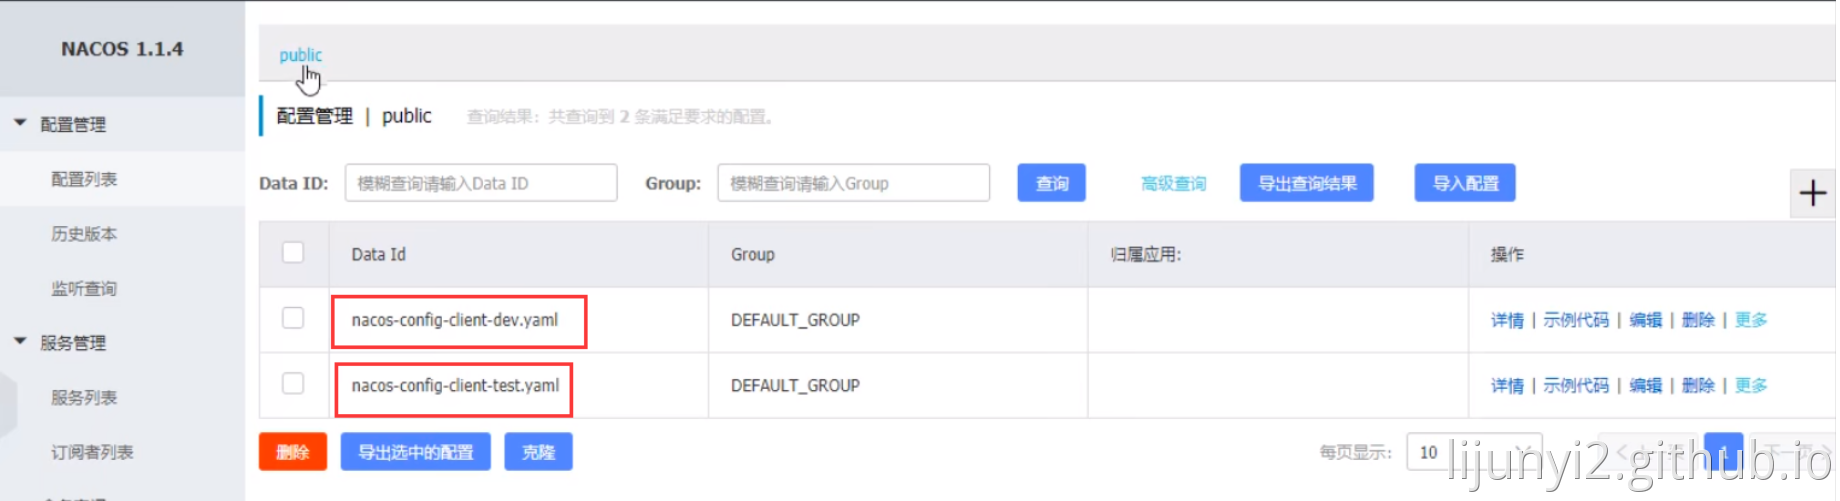 NACOS 1.1.4
public
配置管理
配置管理 | public 查询结果：共查询到 2 条满足要求的配置。
配置列表
Data ID: 模糊查询请输入Data ID Group: 模糊查询请输入Group 查询 高级查询 导出查询结果 导入配置
历史版本
Data Id Group 归属应用: 操作
监听查询
nacos-config-client-dev.yaml DEFAULT_GROUP 详情 | 示例代码 | 编辑 | 删除 | 更多
服务管理
nacos-config-client-test.yaml DEFAULT_GROUP 详情 | 示例代码 | 编辑 | 删除 | 更多
服务列表
订阅者列表
删除 导出选中的配置 克隆 每页显示: 10 1
lijunyi2.github.io